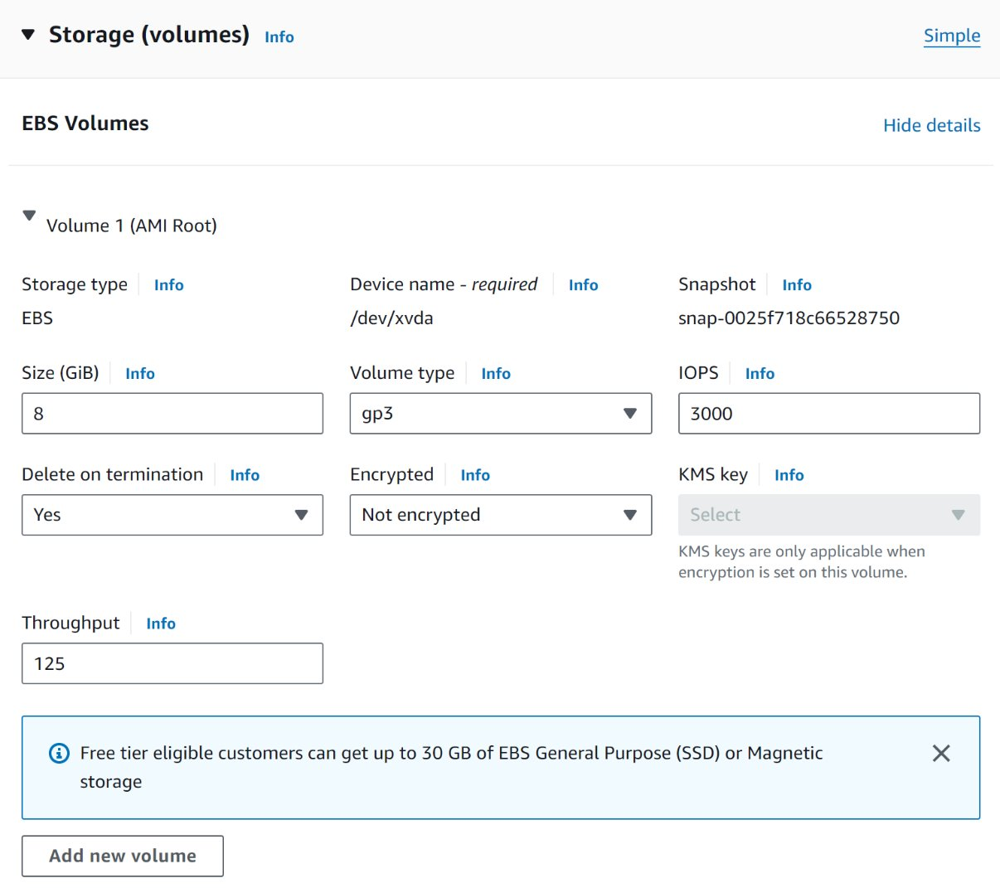 Storage (volumes) Info Simple
EBS Volumes Hide details
Volume 1 (AMI Root)
Storage type Info Device name - required Info Snapshot Info
EBS /dev/xvda snap-0025f718c66528750
Size (GiB) Info Volume type Info IOPS Info
8 gp3 3000
Delete on termination Info Encrypted Info KMS key Info
Yes Not encrypted Select
KMS keys are only applicable when
encryption is set on this volume.
Throughput Info
125
Free tier eligible customers can get up to 30 GB of EBS General Purpose (SSD) or Magnetic
storage
Add new volume